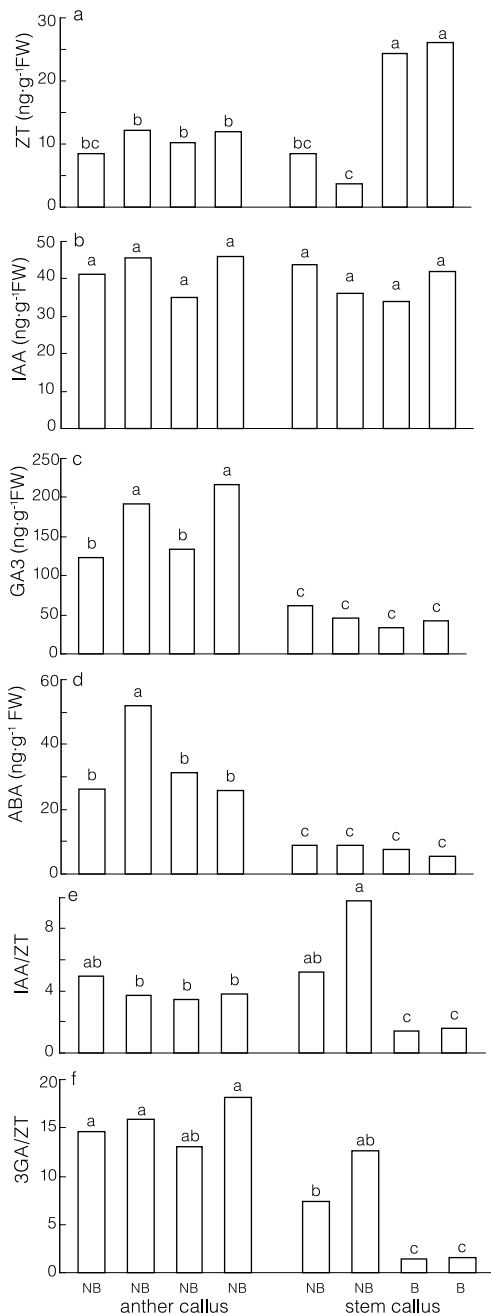 a
ZT (ng·g⁻¹FW)
30
20
10
0
bc
b
b
b
bc
c
a
a
b
IAA (ng·g⁻¹FW)
50
40
30
20
10
0
a
a
a
a
a
a
a
a
c
GA3 (ng·g⁻¹FW)
250
200
150
100
50
0
b
a
b
a
c
c
c
c
d
ABA (ng·g⁻¹ FW)
60
40
20
0
b
a
b
b
c
c
c
c
e
IAA/ZT
8
4
0
ab
b
b
b
ab
a
c
c
f
3GA/ZT
20
15
10
5
0
a
a
ab
a
b
ab
c
c
NB NB NB NB NB NB B B
anther callus stem callus